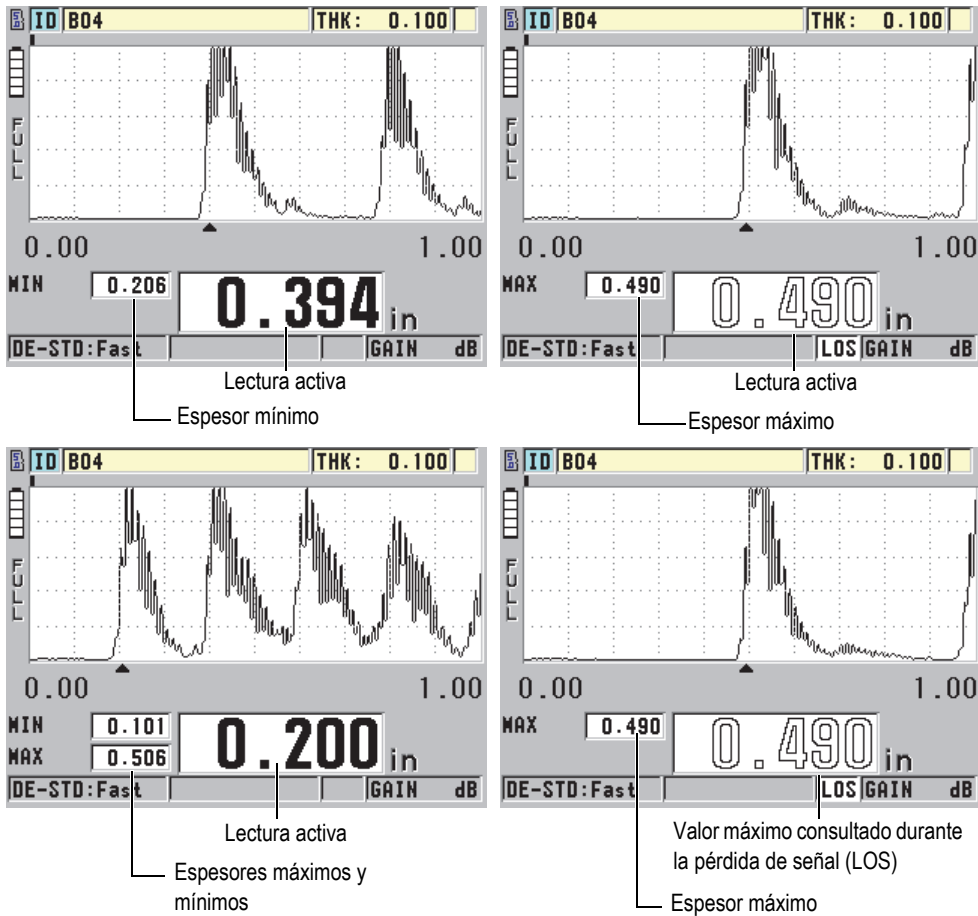 ID B04 THK: 0.100
FULL
0.00 1.00
MIN 0.206 0.394 in
DE-STD:Fast GAIN dB
Lectura activa
Espesor mínimo
ID B04 THK: 0.100
FULL
0.00 1.00
MAX 0.490 0.490 in
DE-STD:Fast LOS GAIN dB
Lectura activa
Espesor máximo
ID B04 THK: 0.100
FULL
0.00 1.00
MIN 0.101
MAX 0.506 0.200 in
DE-STD:Fast GAIN dB
Lectura activa
Espesores máximos y
mínimos
ID B04 THK: 0.100
FULL
0.00 1.00
MAX 0.490 0.490 in
DE-STD:Fast LOS GAIN dB
Valor máximo consultado durante
la pérdida de señal (LOS)
Espesor máximo